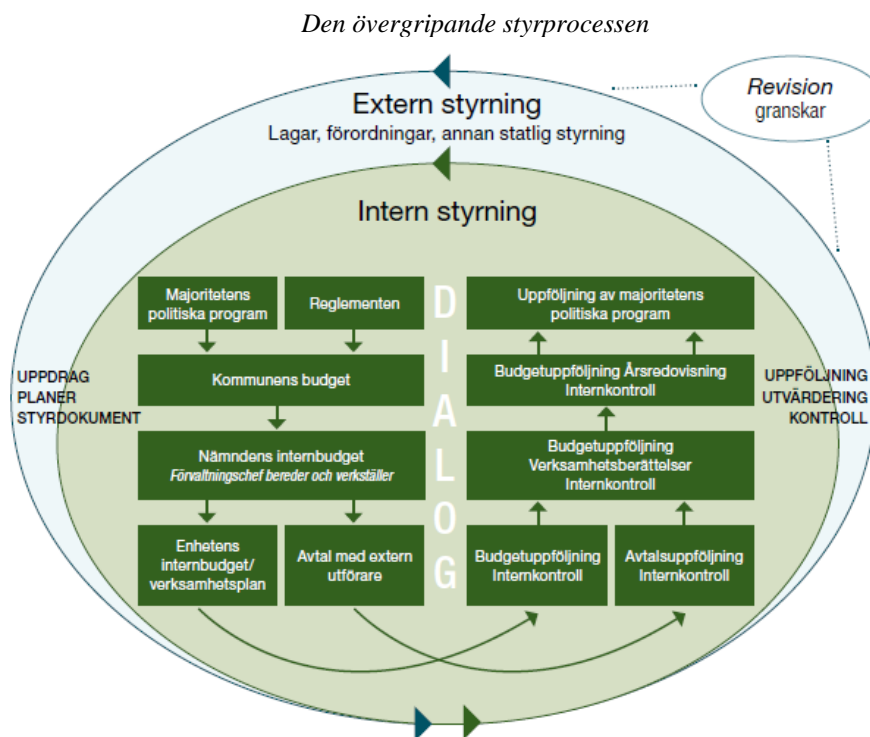 Den övergripande styrprocessen
Extern styrning
Lagar, förordningar, annan statlig styrning
Revision
granskar
Intern styrning
Majoritetens
politiska program
Reglementen
Kommunens budget
Nämndens internbudget
Förvaltningschef bereder och verkställer
Enhetens
internbudget/
verksamhetsplan
Avtal med extern
utförare
UPPDRAG
PLANER
STYRDOKUMENT
D
I
A
L
O
G
Uppföljning av majoritetens
politiska program
Budgetuppföljning Årsredovisning
Internkontroll
Budgetuppföljning
Verksamhetsberättelser
Internkontroll
Budgetuppföljning
Internkontroll
Avtalsuppföljning
Internkontroll
UPPFÖLJNING
UTVÄRDERING
KONTROLL